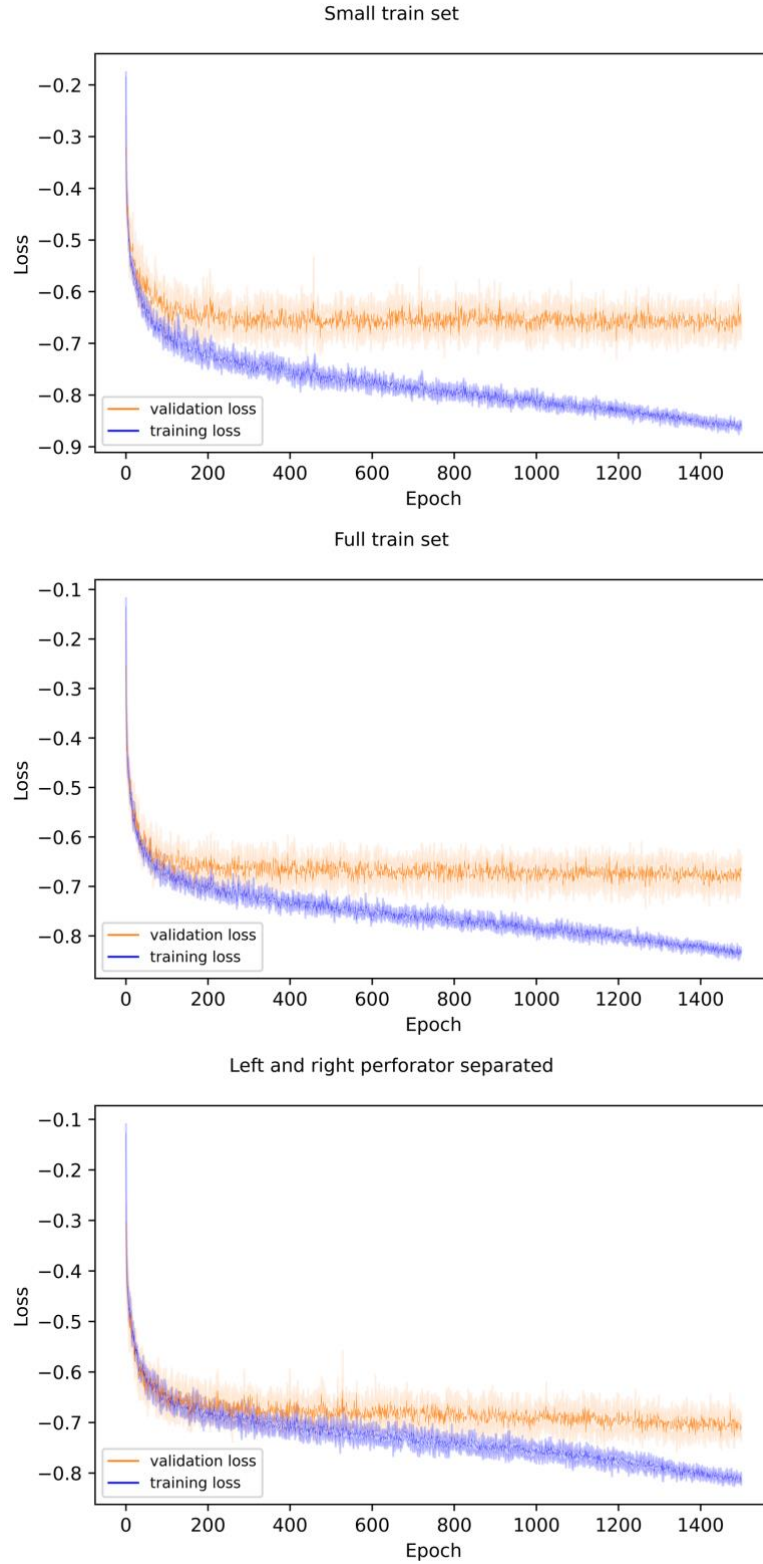 Small train set
−0.2
−0.3
−0.4
−0.5
−0.6
−0.7
−0.8
−0.9
Loss
validation loss
training loss
0 200 400 600 800 1000 1200 1400
Epoch
Full train set
−0.1
−0.2
−0.3
−0.4
−0.5
−0.6
−0.7
−0.8
Loss
validation loss
training loss
0 200 400 600 800 1000 1200 1400
Epoch
Left and right perforator separated
−0.1
−0.2
−0.3
−0.4
−0.5
−0.6
−0.7
−0.8
Loss
validation loss
training loss
0 200 400 600 800 1000 1200 1400
Epoch